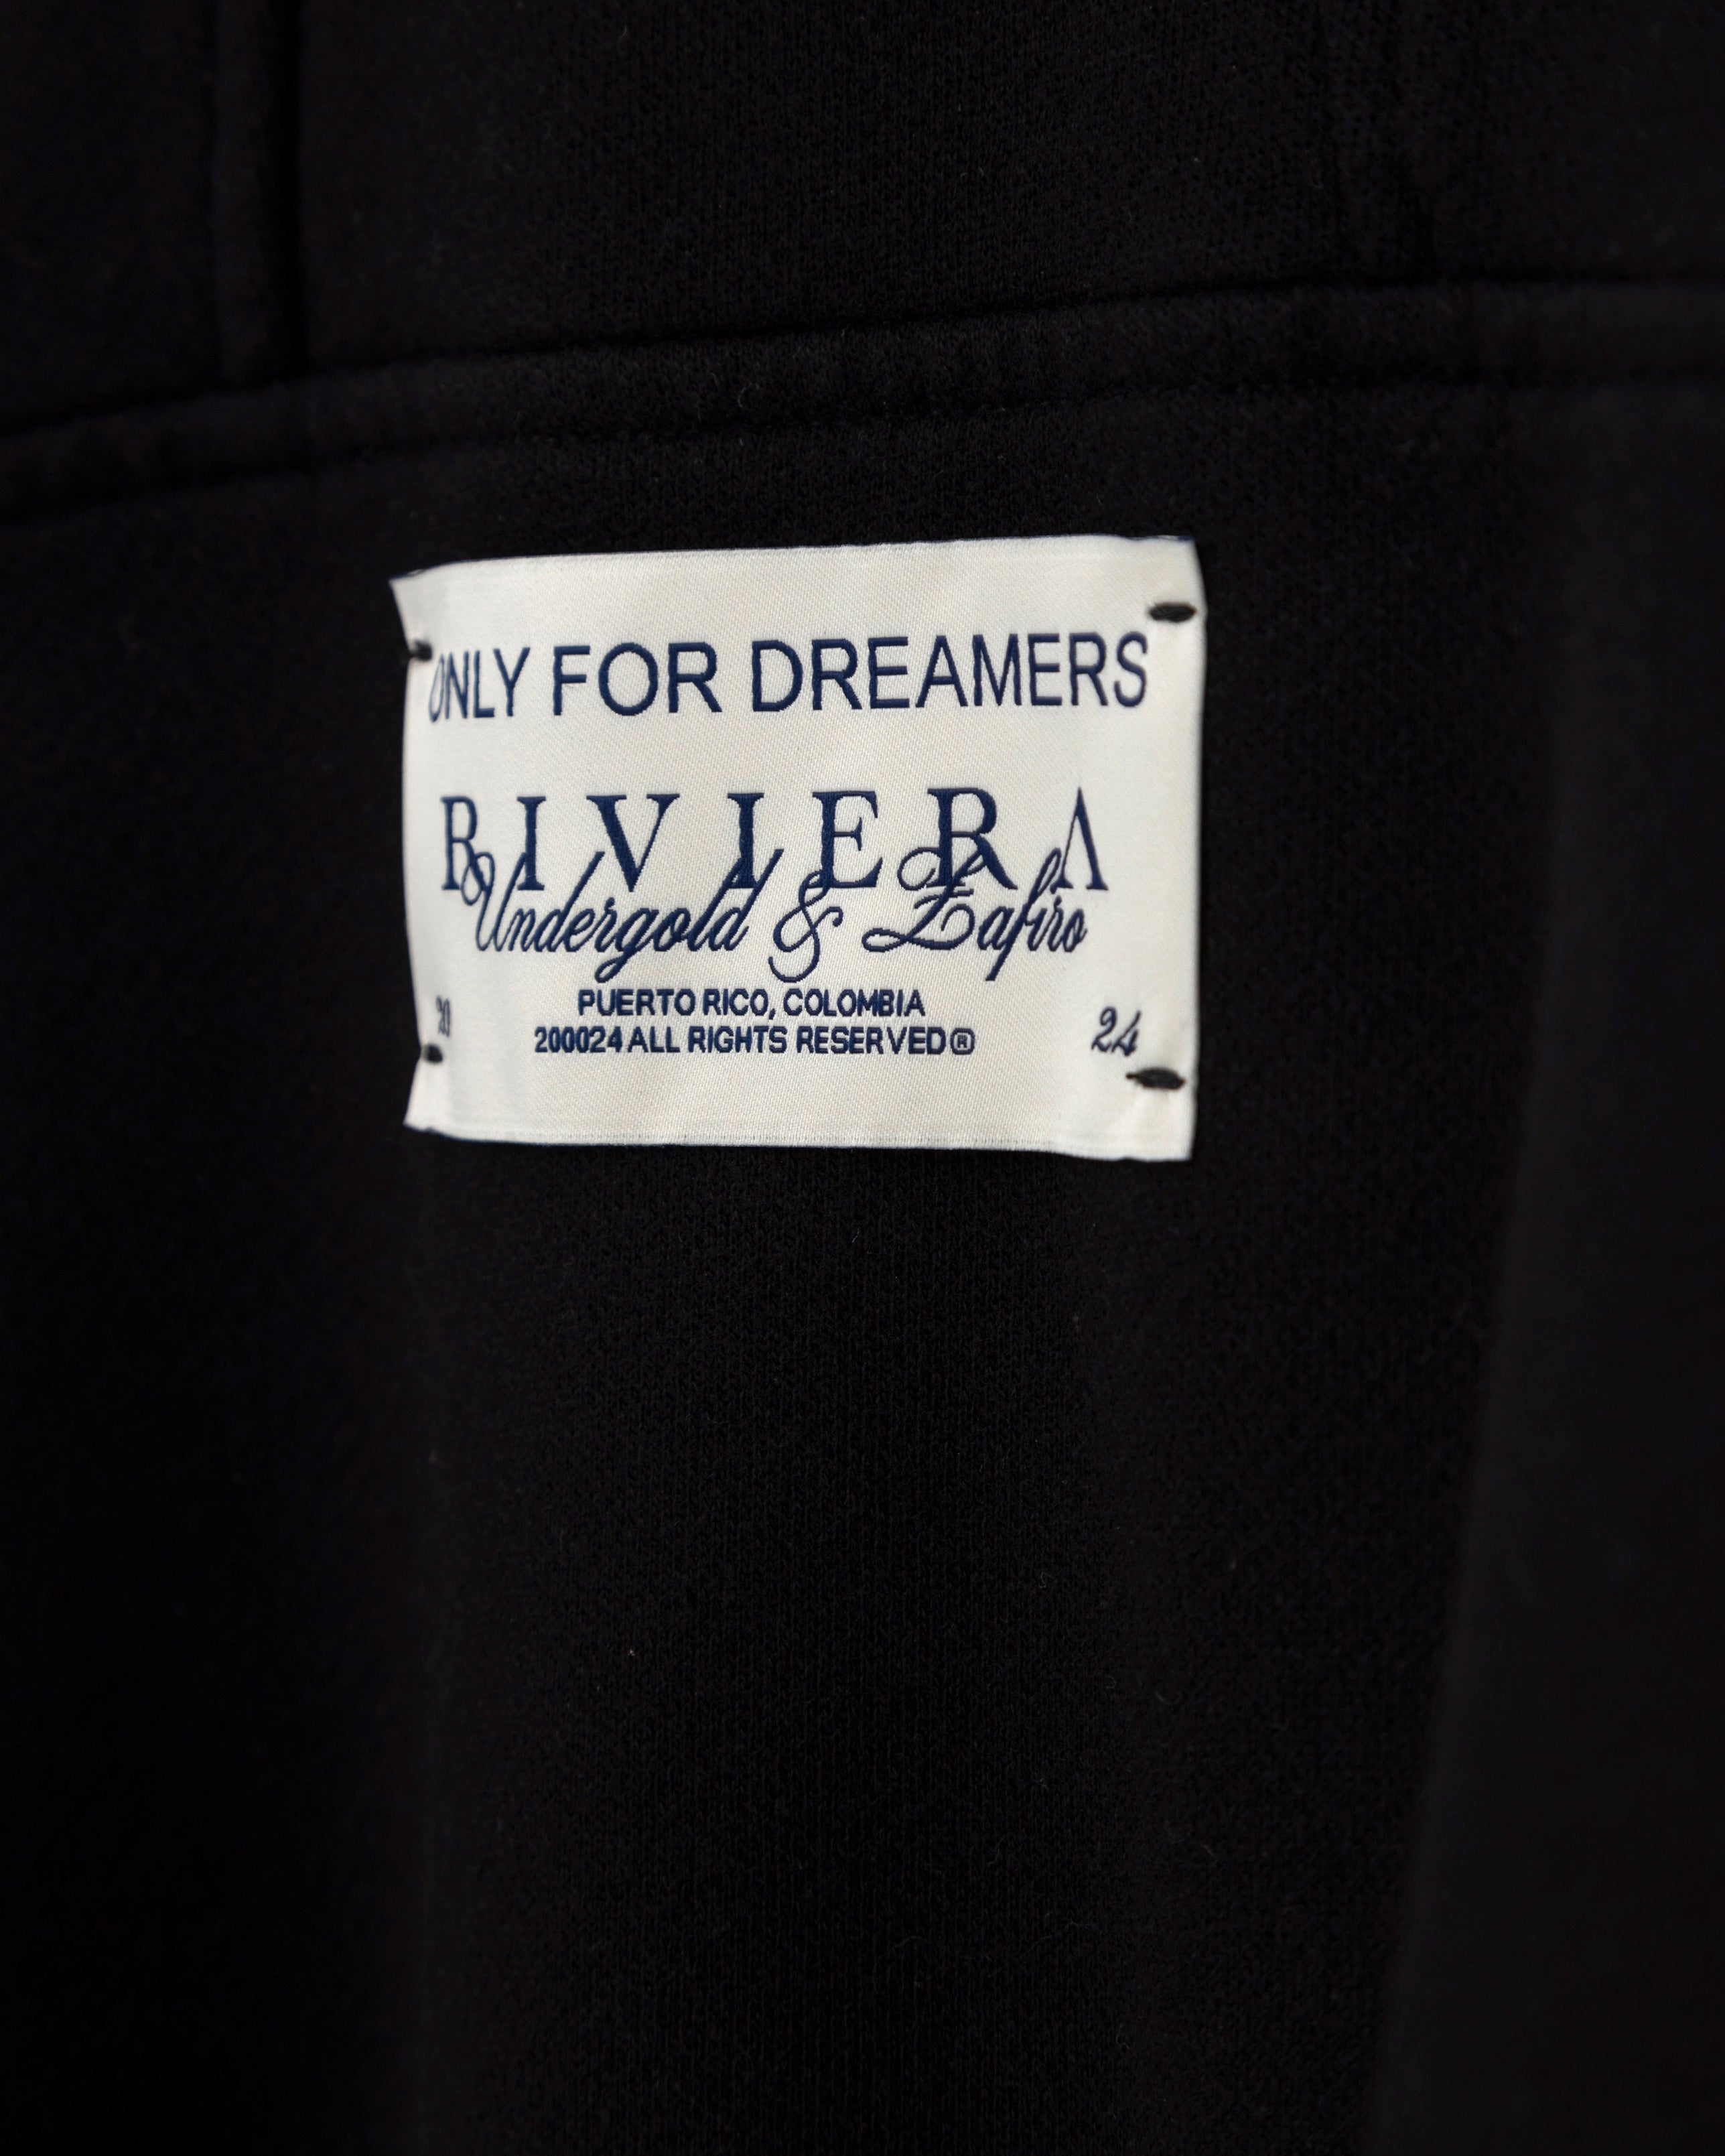 ONLY FOR DREAMERS
RIVIERA
Undergold & Zafiro
PUERTO RICO, COLOMBIA
20
200024 ALL RIGHTS RESERVED®
24